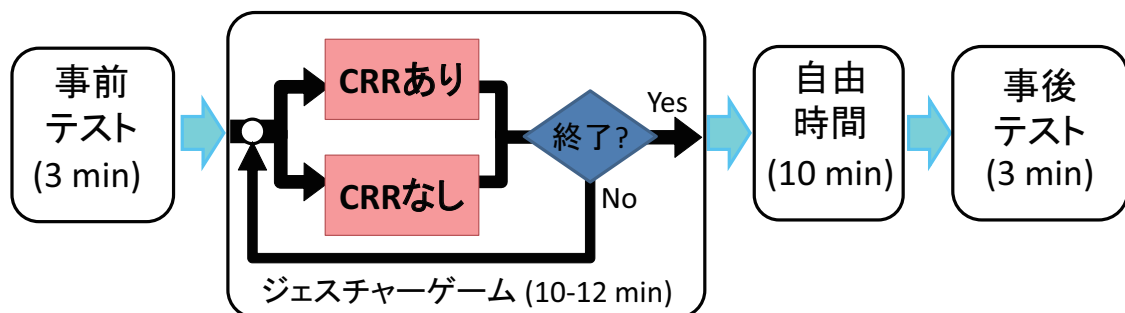 事前
テスト
(3 min)
CRRあり
CRRなし
終了?
Yes
No
ジェスチャーゲーム (10-12 min)
自由
時間
(10 min)
事後
テスト
(3 min)